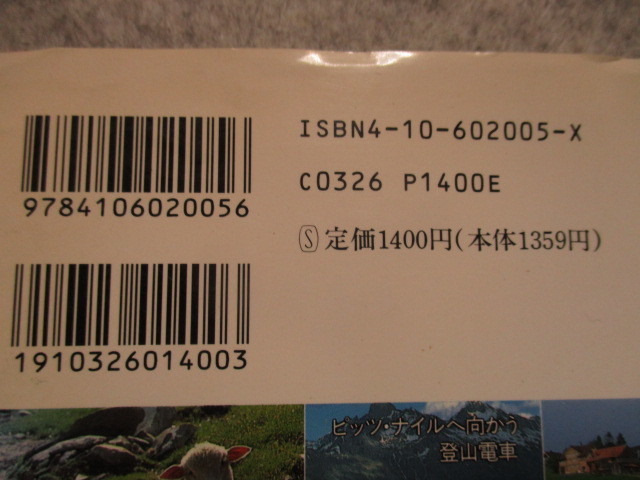 9784106020056
1910326014003
ISBN4-10-602005-X
C0326 P1400E
Ⓢ定価1400円(本体1359円)
ピッツ・ナイルへ向かう
登山電車